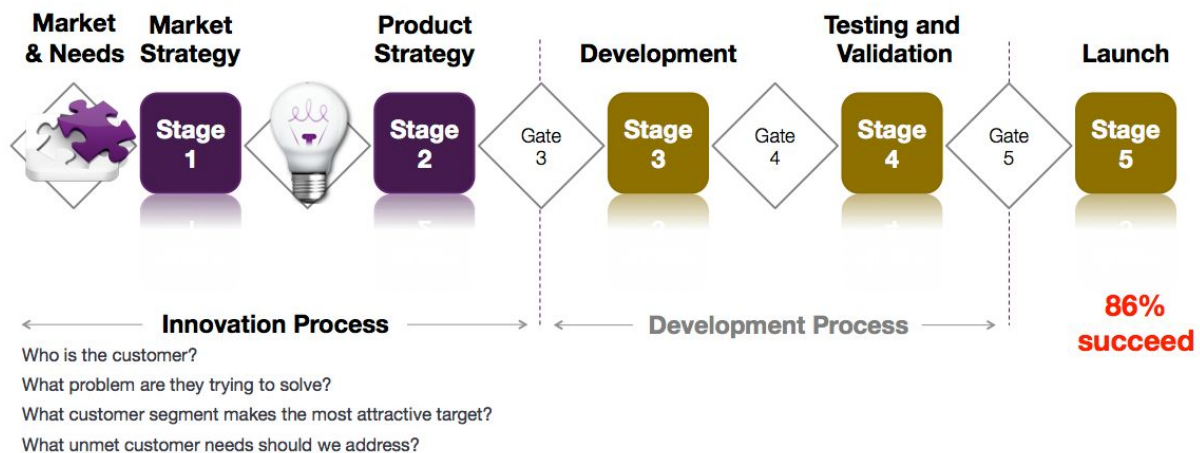 Market
& Needs
Market
Strategy
Product
Strategy
Development
Testing and
Validation
Launch
Stage
1
Stage
2
Gate
3
Stage
3
Gate
4
Stage
4
Gate
5
Stage
5
86%
succeed
Innovation Process
Development Process
Who is the customer?
What problem are they trying to solve?
What customer segment makes the most attractive target?
What unmet customer needs should we address?